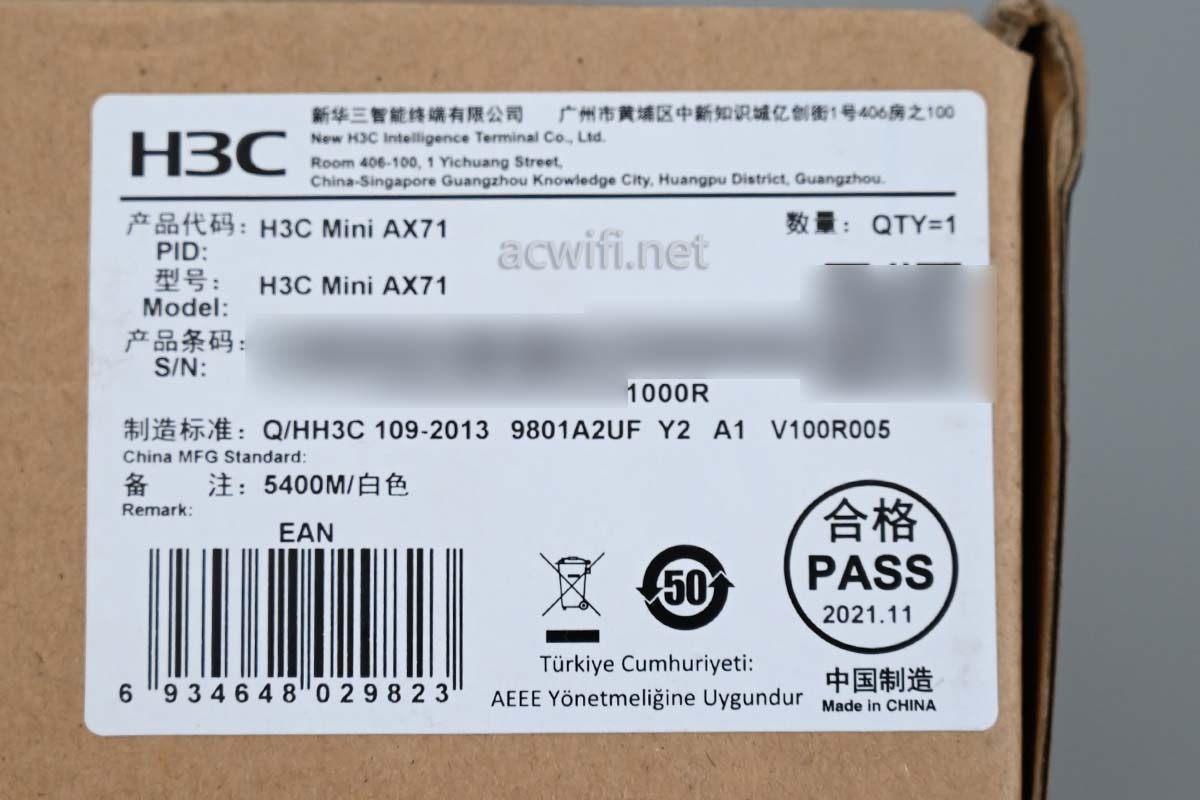 H3C
新华三智能终端有限公司 广州市黄埔区中新知识城亿创街1号406房之100
New H3C Intelligence Terminal Co., Ltd.
Room 406-100, 1 Yichuang Street,
China-Singapore Guangzhou Knowledge City, Huangpu District, Guangzhou.
产品代码: H3C Mini AX71 数量: QTY=1
PID:
acwifi.net
型号: H3C Mini AX71
Model:
产品条码:
S/N:
1000R
制造标准: Q/HH3C 109-2013 9801A2UF Y2 A1 V100R005
China MFG Standard:
备 注: 5400M/白色
Remark:
EAN
6 934648 029823
50
Türkiye Cumhuriyeti:
AEEE Yönetmeliğine Uygundur
合格
PASS
2021.11
中国制造
Made in CHINA